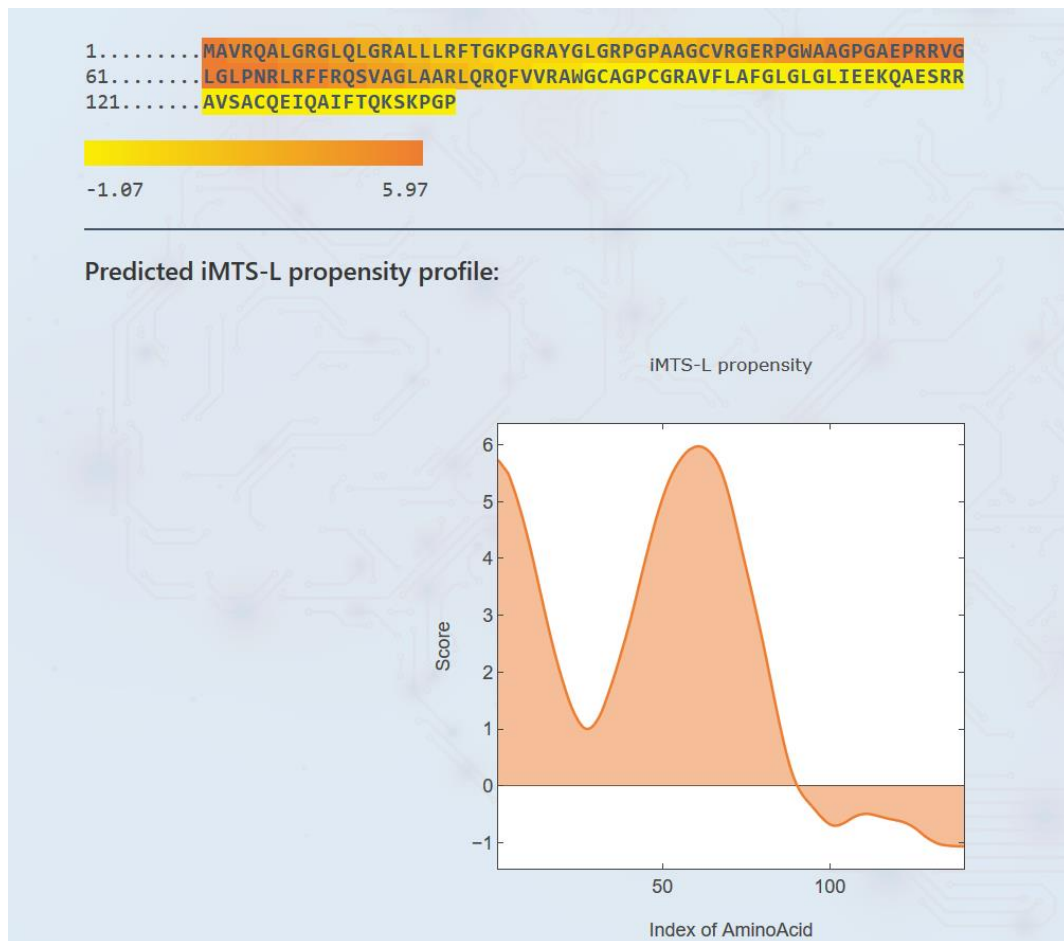 1.........MAVRQALGRGLQLGRALLLRFTGKPGRAYGLGRPGPAAGCVRGERPGWAAGPGAEPRRVG
61........LGLPNRLRFFRQSVAGLAARLQRQFVVRAWGCAGPCGRAVFLAFGLGLGLIEEKQAESRR
121.......AVSACQEIQAIFTQKSKPGP
-1.07 5.97
Predicted iMTS-L propensity profile:
iMTS-L propensity
6
5
4
3
2
1
0
−1
Score
50 100
Index of AminoAcid